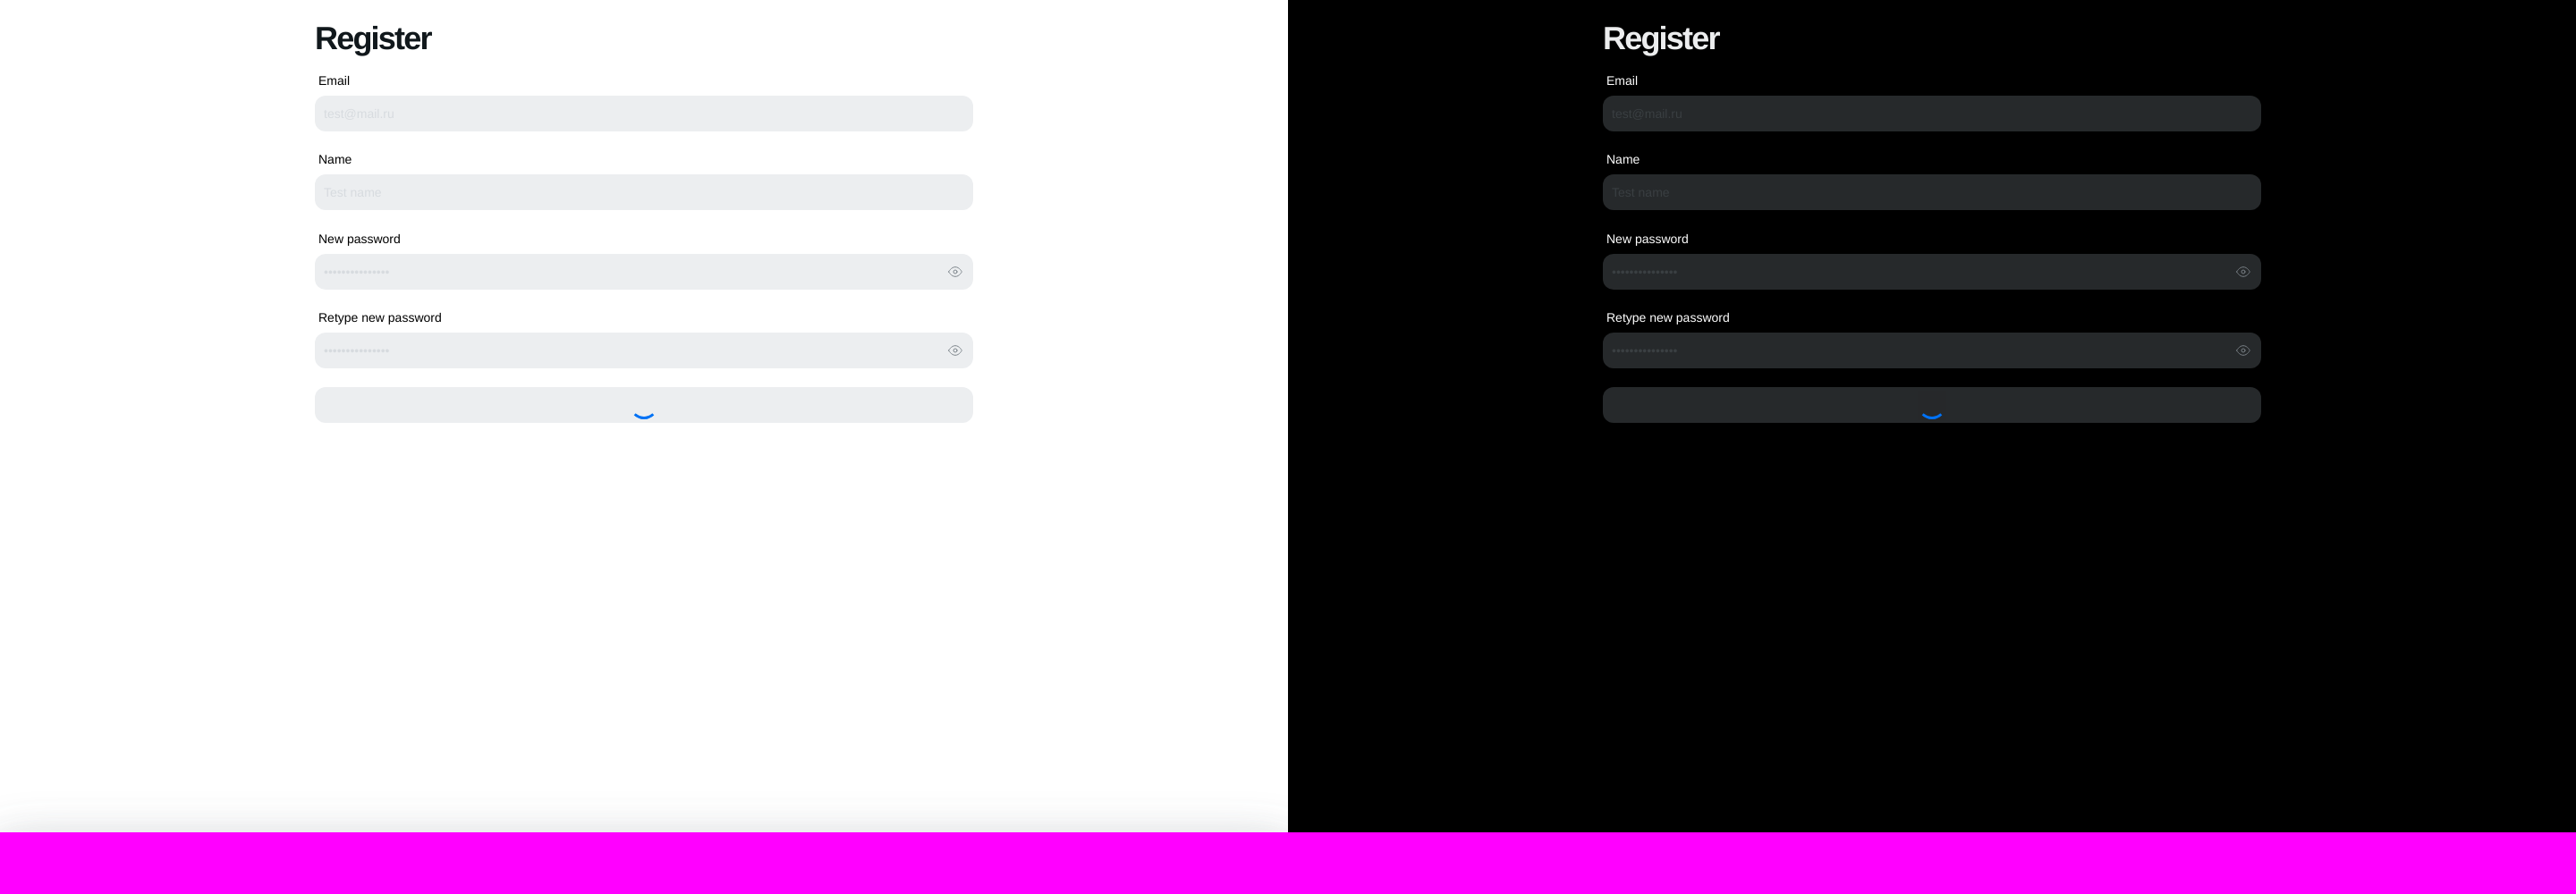 Register
Email
test@mail.ru
Name
Test name
New password
•••••••••••••••
Retype new password
•••••••••••••••
Register
Email
test@mail.ru
Name
Test name
New password
•••••••••••••••
Retype new password
•••••••••••••••